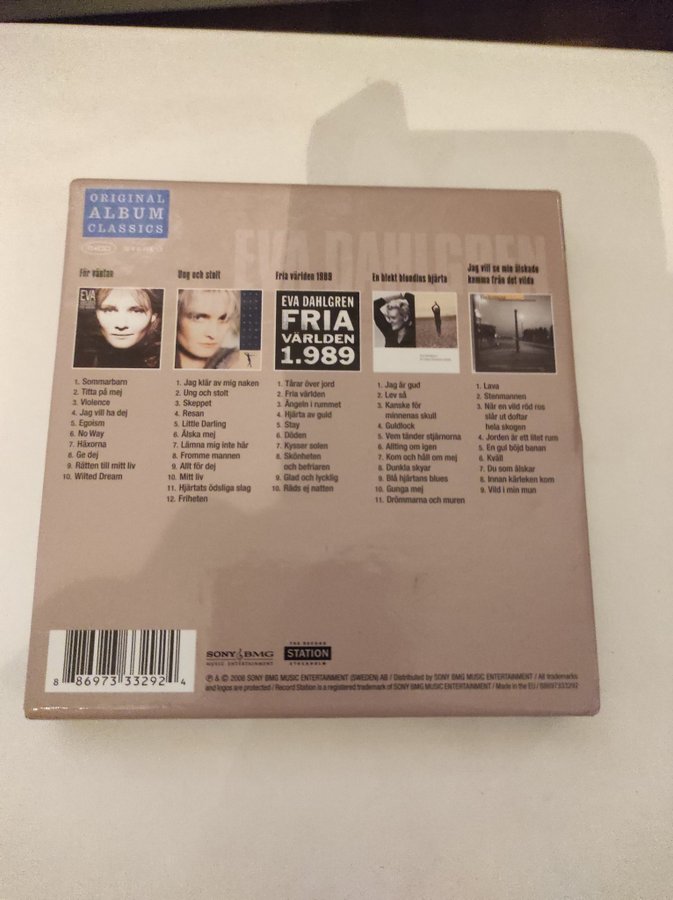 ORIGINAL
ALBUM
CLASSICS
EVA DAHLGREN
För väntan
EVA
1. Sommarbarn
2. Titta på mej
3. Violence
4. Jag vill ha dej
5. Egoism
6. No Way
7. Häxorna
8. Ge dej
9. Rätten till mitt liv
10. Wilted Dream
Ung och stolt
1. Jag klär av mig naken
2. Ung och stolt
3. Skeppet
4. Resan
5. Little Darling
6. Älska mej
7. Lämna mig inte här
8. Fromme mannen
9. Allt för dej
10. Mitt liv
11. Hjärtats ödsliga slag
12. Friheten
Fria världen 1989
EVA DAHLGREN
FRIA
VÄRLDEN
1.989
1. Tårar över jord
2. Fria världen
3. Ängeln i rummet
4. Hjärta av guld
5. Stay
6. Döden
7. Kysser solen
8. Skönheten
och befriaren
9. Glad och lycklig
10. Räds ej natten
En blekt blondins hjärta
1. Jag är gud
2. Lev så
3. Kanske för
minnenas skull
4. Guldlock
5. Vem tänder stjärnorna
6. Allting om igen
7. Kom och håll om mej
8. Dunkla skyar
9. Blå hjärtans blues
10. Gunga mej
11. Drömmarna och muren
Jag vill se min älskade
komma från det vilda
1. Lava
2. Stenmannen
3. När en vild röd ros
slår ut doftar
hela skogen
4. Jorden är ett litet rum
5. En gul böjd banan
6. Kväll
7. Du som älskar
8. Innan kärleken kom
9. Vild i min mun
8 86973 33292 4
SONY BMG
MUSIC ENTERTAINMENT
THE RECORD
STATION
STOCKHOLM
℗ & © 2008 SONY BMG MUSIC ENTERTAINMENT (SWEDEN) AB / Distributed by SONY BMG MUSIC ENTERTAINMENT / All trademarks
and logos are protected / Record Station is a registered trademark of SONY BMG MUSIC ENTERTAINMENT / Made in the EU / 88697333292